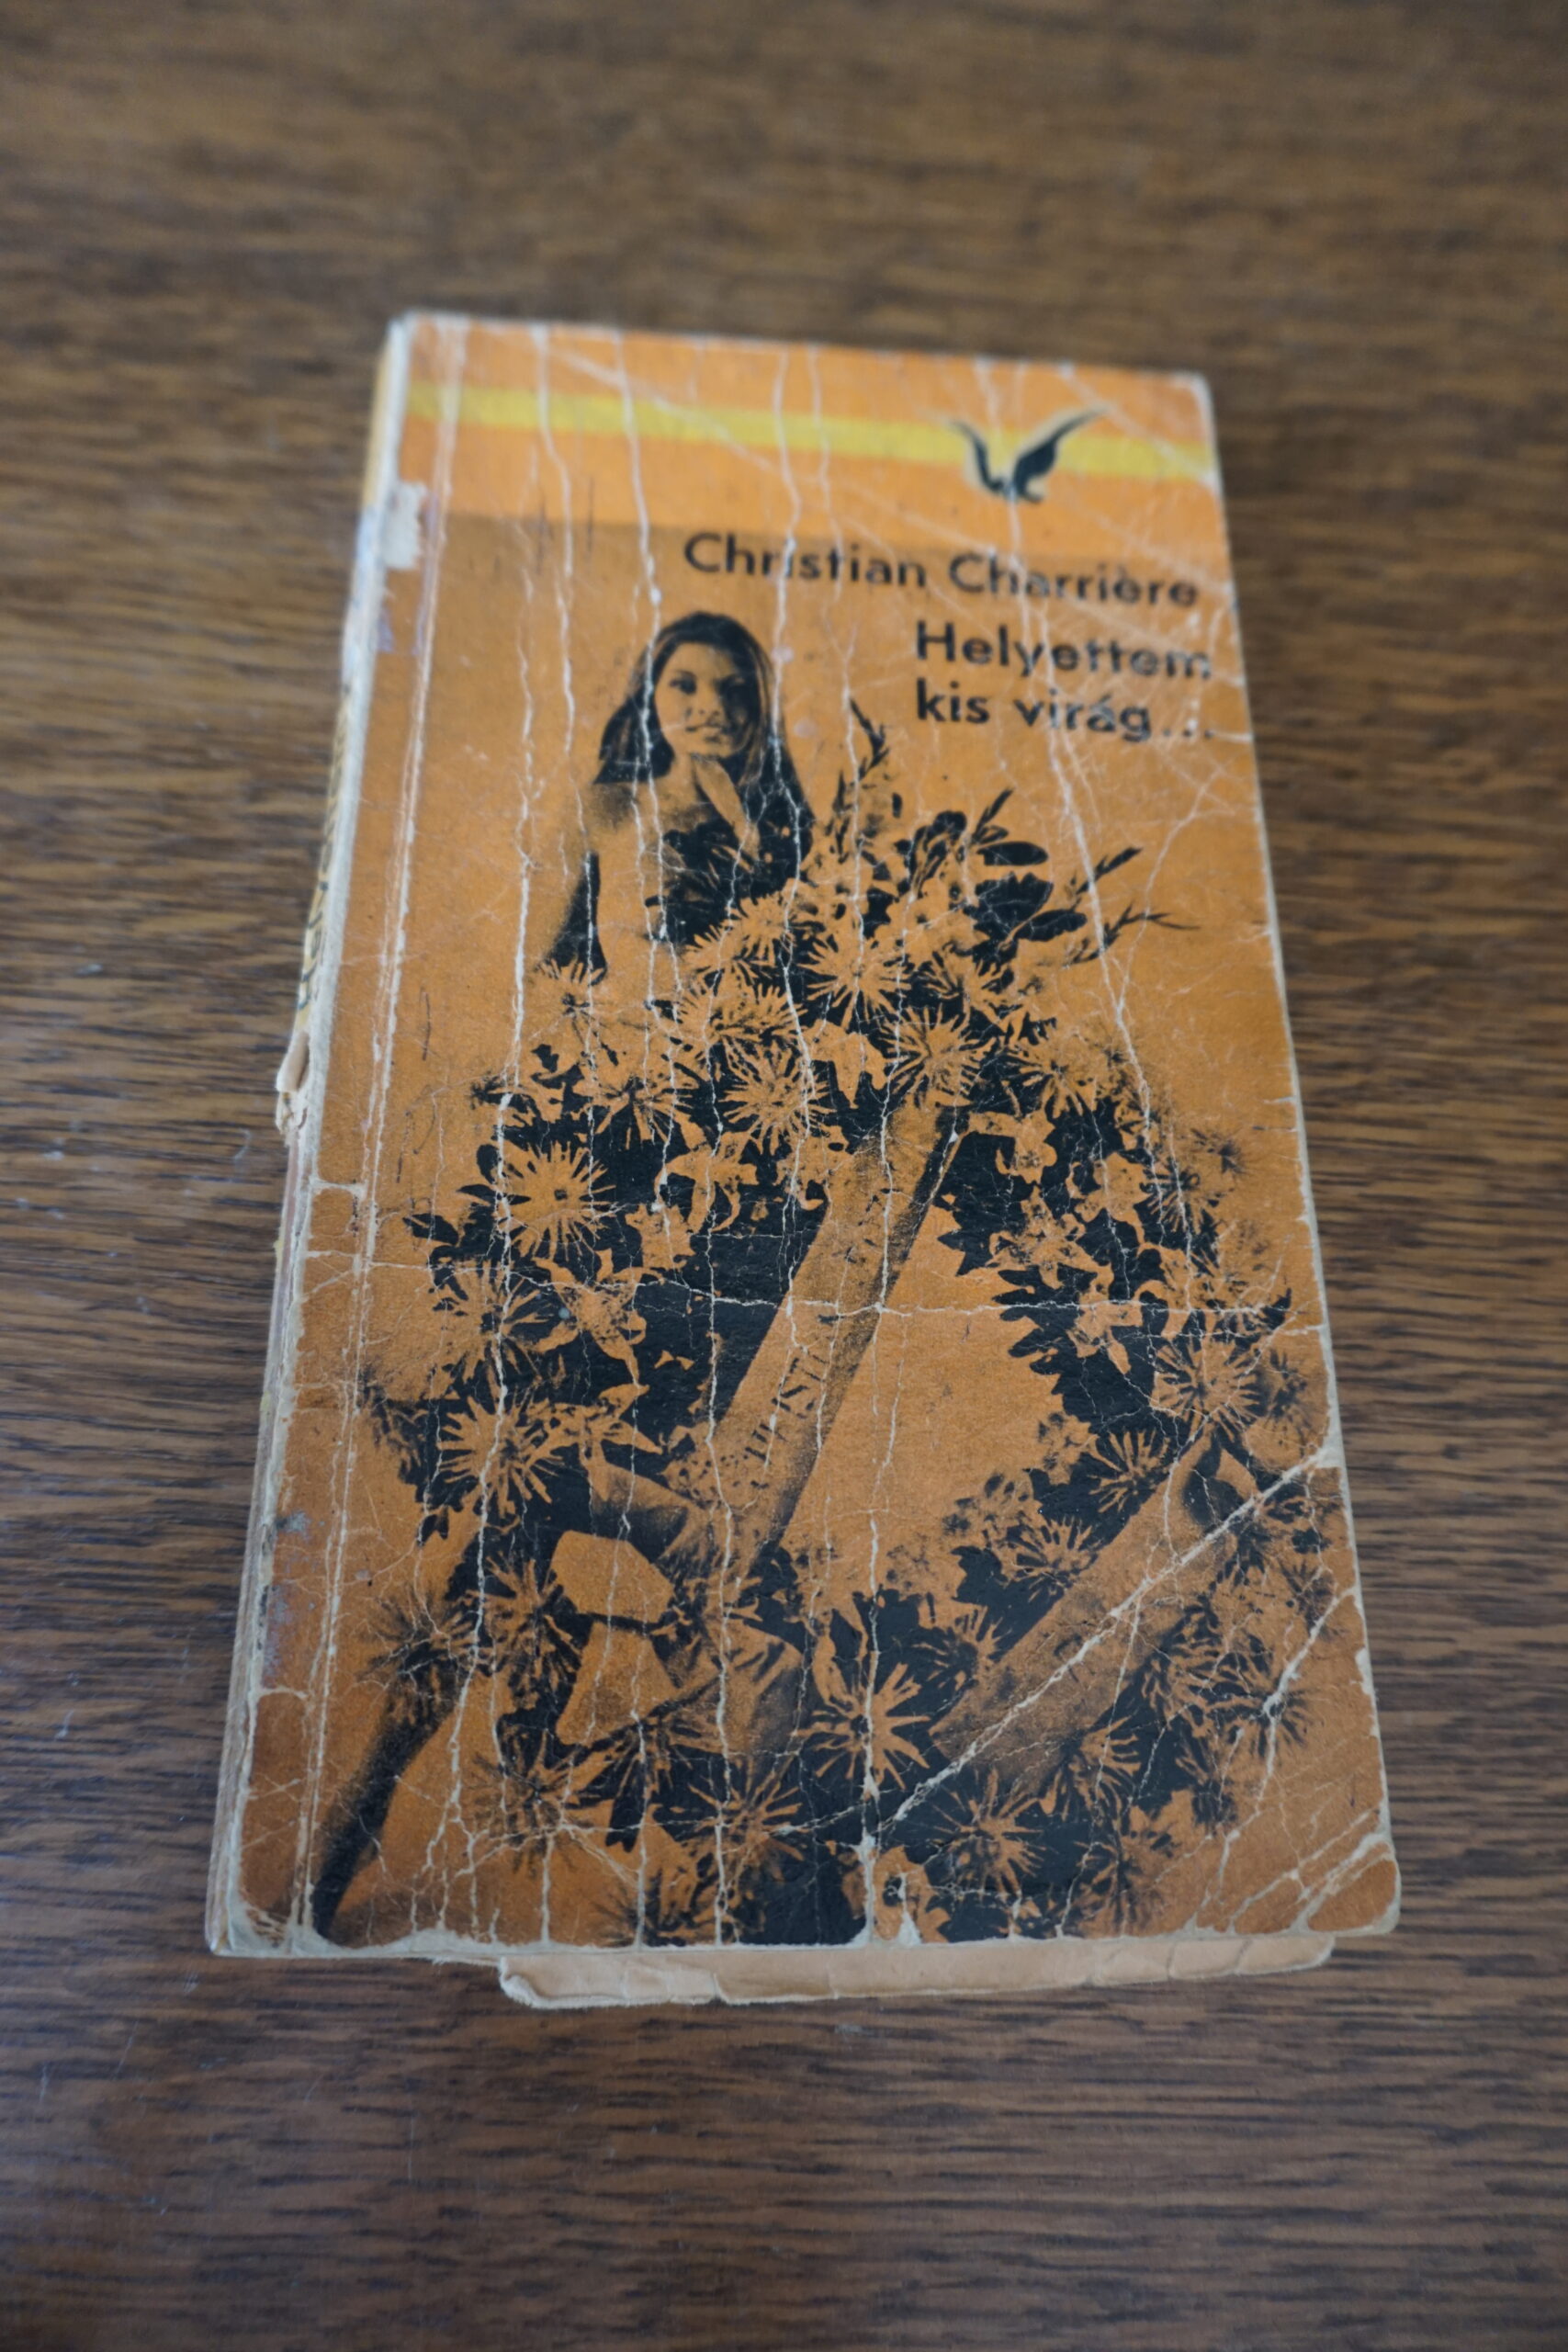 Christian Charrière
Helyettem
kis virág...